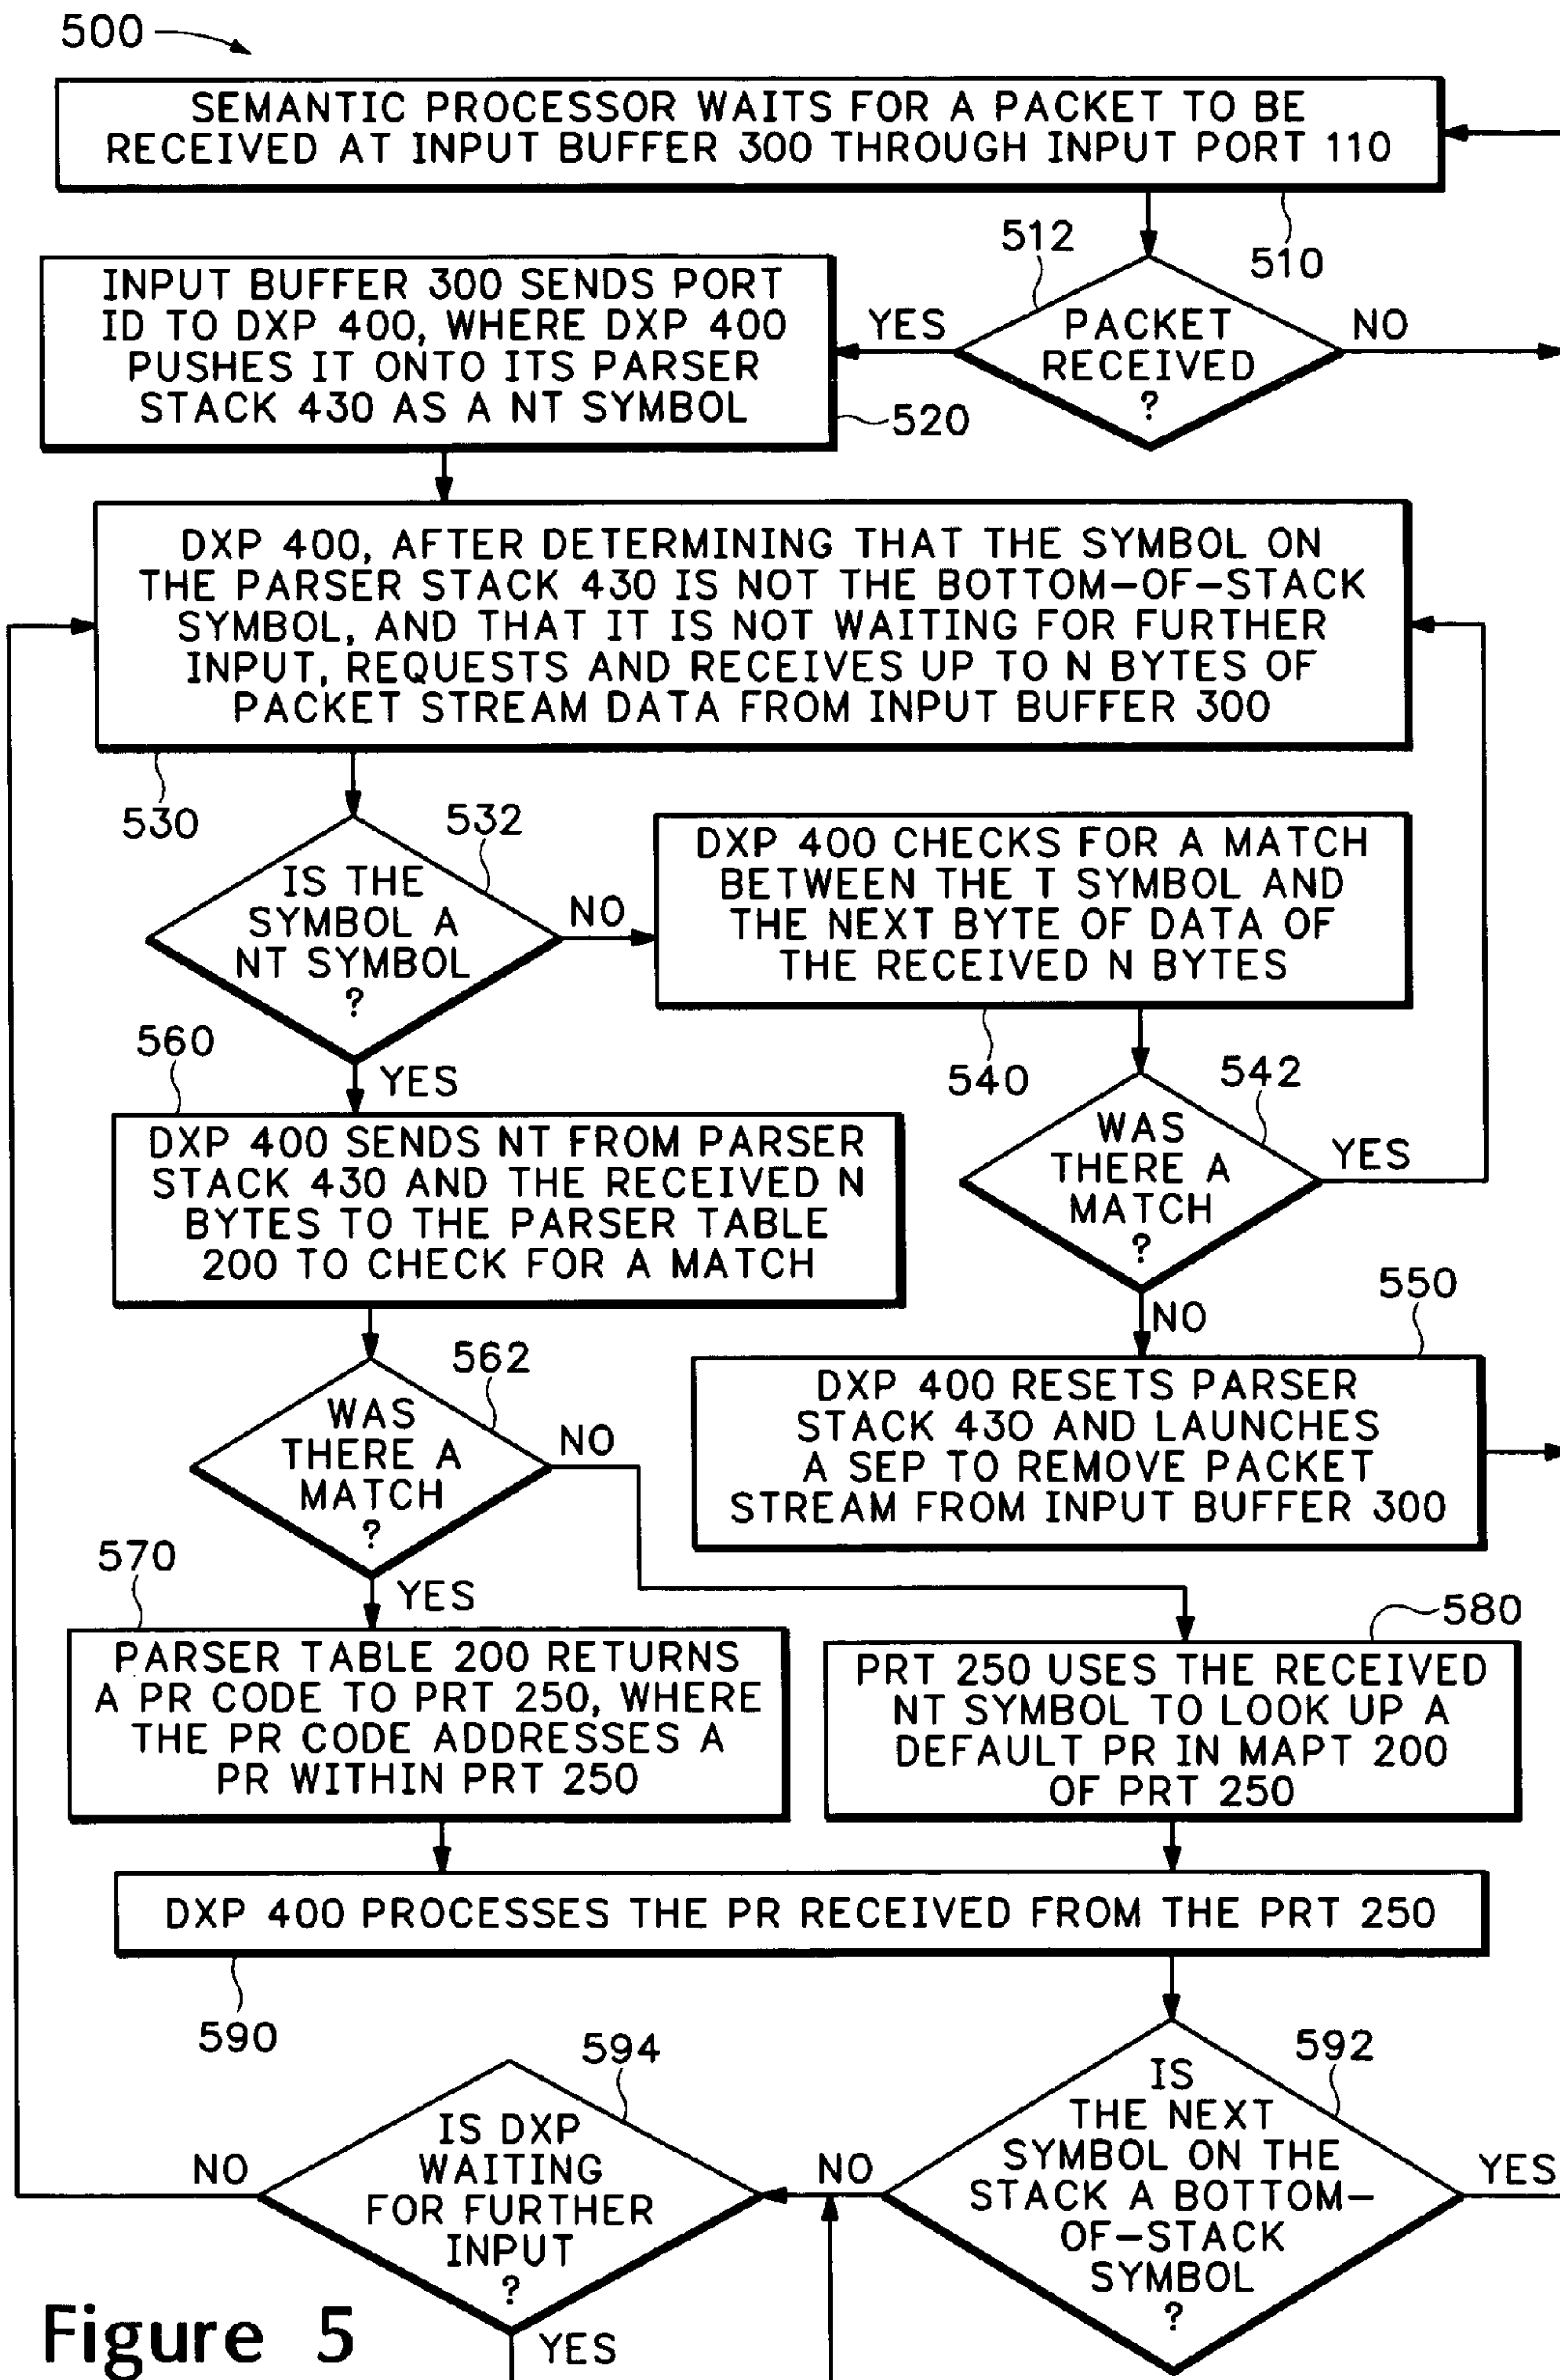 500
SEMANTIC PROCESSOR WAITS FOR A PACKET TO BE
RECEIVED AT INPUT BUFFER 300 THROUGH INPUT PORT 110
510
512
PACKET
RECEIVED
?
YES
NO
INPUT BUFFER 300 SENDS PORT
ID TO DXP 400, WHERE DXP 400
PUSHES IT ONTO ITS PARSER
STACK 430 AS A NT SYMBOL
520
DXP 400, AFTER DETERMINING THAT THE SYMBOL ON
THE PARSER STACK 430 IS NOT THE BOTTOM-OF-STACK
SYMBOL, AND THAT IT IS NOT WAITING FOR FURTHER
INPUT, REQUESTS AND RECEIVES UP TO N BYTES OF
PACKET STREAM DATA FROM INPUT BUFFER 300
530
532
IS THE
SYMBOL A
NT SYMBOL
?
NO
YES
DXP 400 CHECKS FOR A MATCH
BETWEEN THE T SYMBOL AND
THE NEXT BYTE OF DATA OF
THE RECEIVED N BYTES
540
542
WAS
THERE A
MATCH
?
YES
NO
560
DXP 400 SENDS NT FROM PARSER
STACK 430 AND THE RECEIVED N
BYTES TO THE PARSER TABLE
200 TO CHECK FOR A MATCH
550
DXP 400 RESETS PARSER
STACK 430 AND LAUNCHES
A SEP TO REMOVE PACKET
STREAM FROM INPUT BUFFER 300
562
WAS
THERE A
MATCH
?
NO
YES
570
PARSER TABLE 200 RETURNS
A PR CODE TO PRT 250, WHERE
THE PR CODE ADDRESSES A
PR WITHIN PRT 250
580
PRT 250 USES THE RECEIVED
NT SYMBOL TO LOOK UP A
DEFAULT PR IN MAPT 200
OF PRT 250
DXP 400 PROCESSES THE PR RECEIVED FROM THE PRT 250
590
592
IS
THE NEXT
SYMBOL ON THE
STACK A BOTTOM-
OF-STACK
SYMBOL
?
YES
NO
594
IS DXP
WAITING
FOR FURTHER
INPUT
?
NO
YES
Figure 5